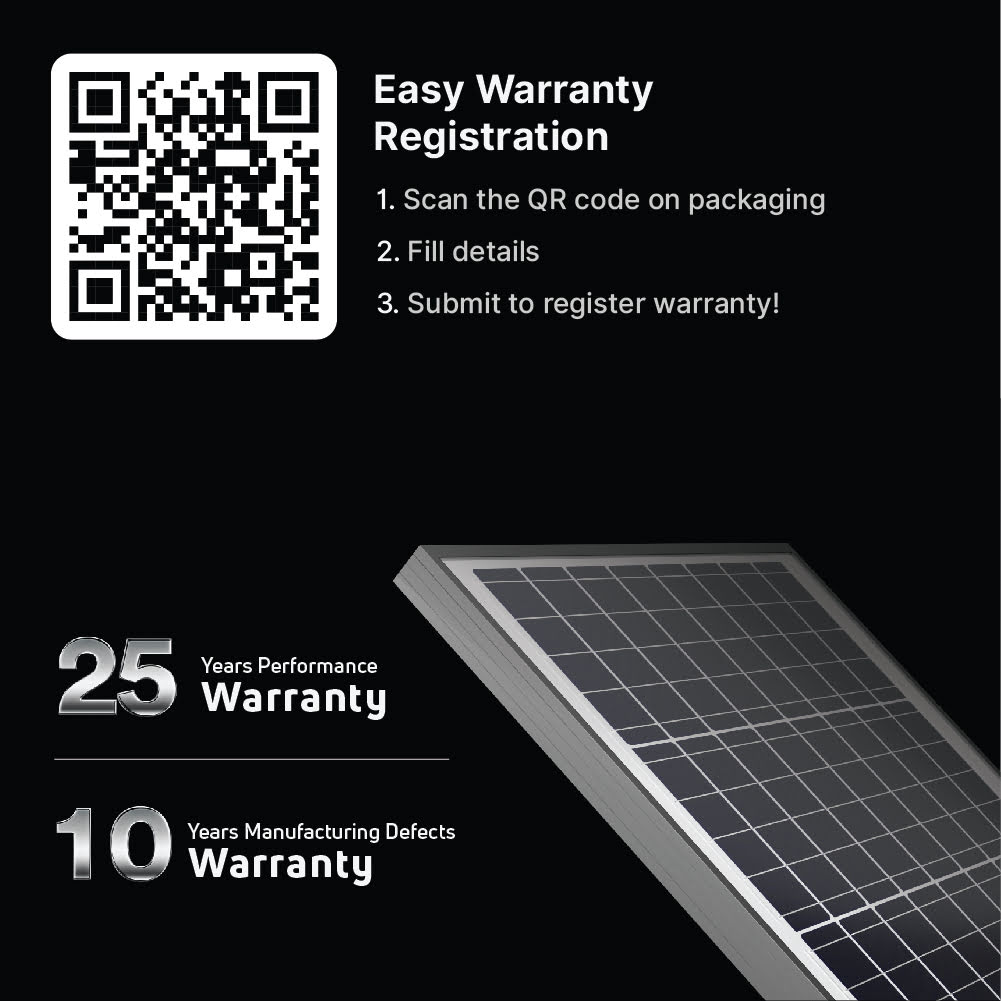 Easy Warranty
Registration
1. Scan the QR code on packaging
2. Fill details
3. Submit to register warranty!
25 Years Performance
Warranty
10 Years Manufacturing Defects
Warranty